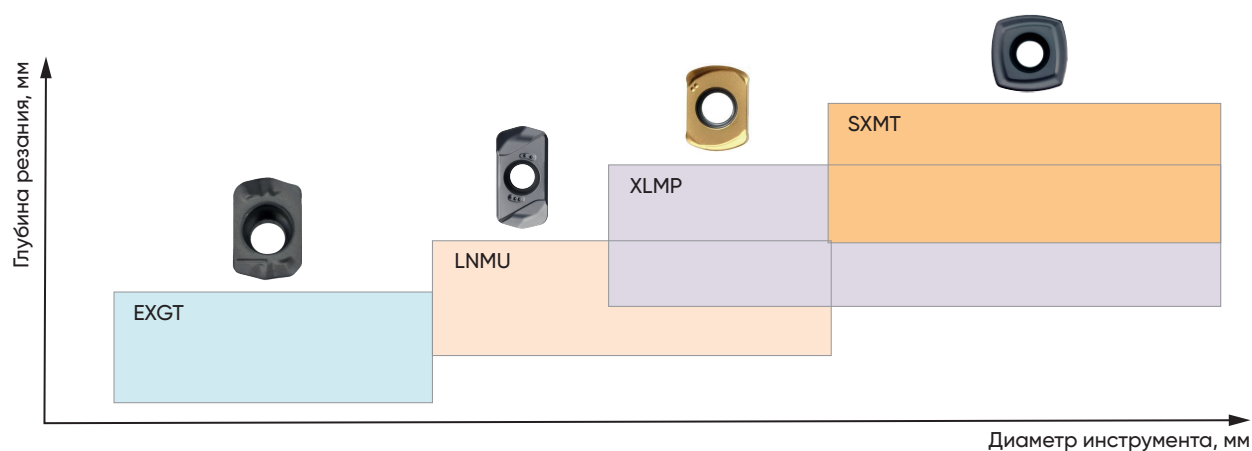 Глубина резания, мм
SXMT
XLMP
LNMU
EXGT
Диаметр инструмента, мм